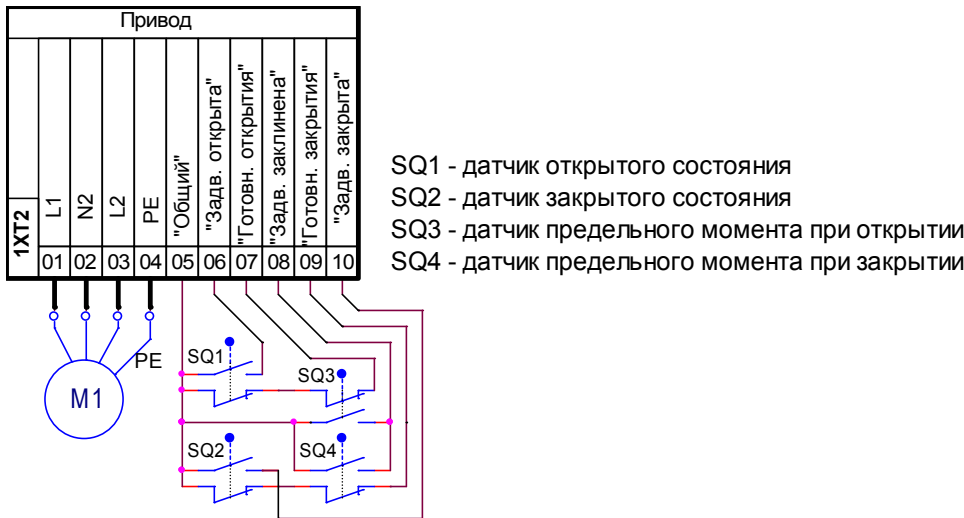 Привод
1XT2
L1
N2
L2
PE
"Общий"
"Задв. открыта"
"Готовн. открытия"
"Задв. заклинена"
"Готовн. закрытия"
"Задв. закрыта"
01 02 03 04 05 06 07 08 09 10
SQ1 - датчик открытого состояния
SQ2 - датчик закрытого состояния
SQ3 - датчик предельного момента при открытии
SQ4 - датчик предельного момента при закрытии
PE
M1
SQ1
SQ3
SQ2
SQ4